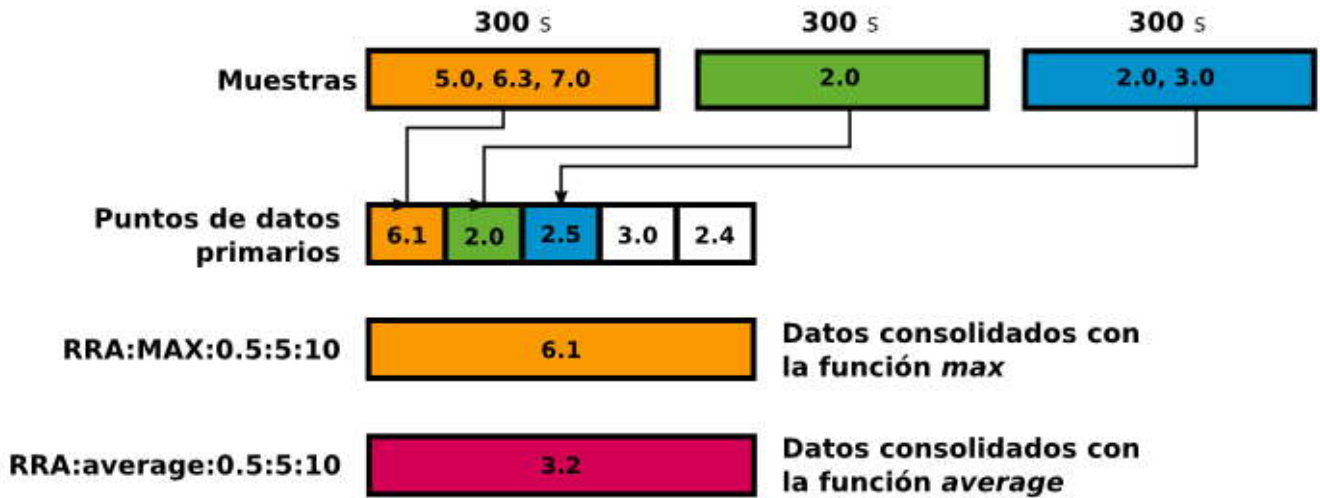 300 s 300 s 300 s
Muestras 5.0, 6.3, 7.0 2.0 2.0, 3.0
Puntos de datos
primarios
6.1 2.0 2.5 3.0 2.4
RRA:MAX:0.5:5:10 6.1
Datos consolidados con
la función max
RRA:average:0.5:5:10 3.2
Datos consolidados con
la función average